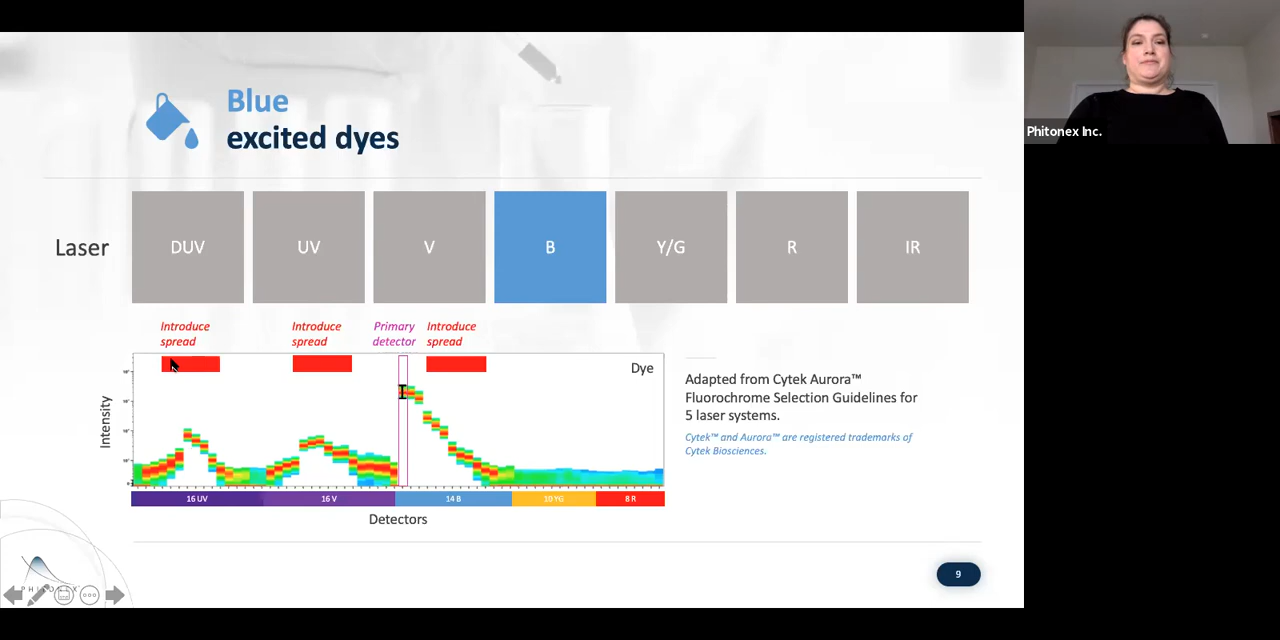 Blue
excited dyes
Phitonex Inc.
Laser
DUV
UV
V
B
Y/G
R
IR
Introduce
spread
Introduce
spread
Primary
detector
Introduce
spread
Dye
Intensity
16 UV
16 V
14 B
10 YG
8 R
Detectors
Adapted from Cytek Aurora™
Fluorochrome Selection Guidelines for
5 laser systems.
Cytek™ and Aurora™ are registered trademarks of
Cytek Biosciences.
9